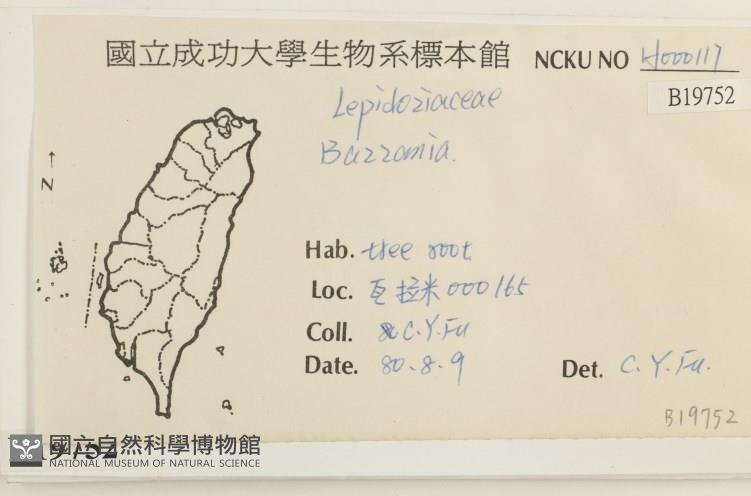 國立成功大學生物系標本館 NCKU NO H000117
B19752
Lepidoziaceae
Bazzania.
N
Hab. tree root
Loc. 瓦拉米 000165
Coll. C.Y.Fu
Date. 80.8.9 Det. C.Y.Fu.
B19752
國立自然科學博物館
NATIONAL MUSEUM OF NATURAL SCIENCE